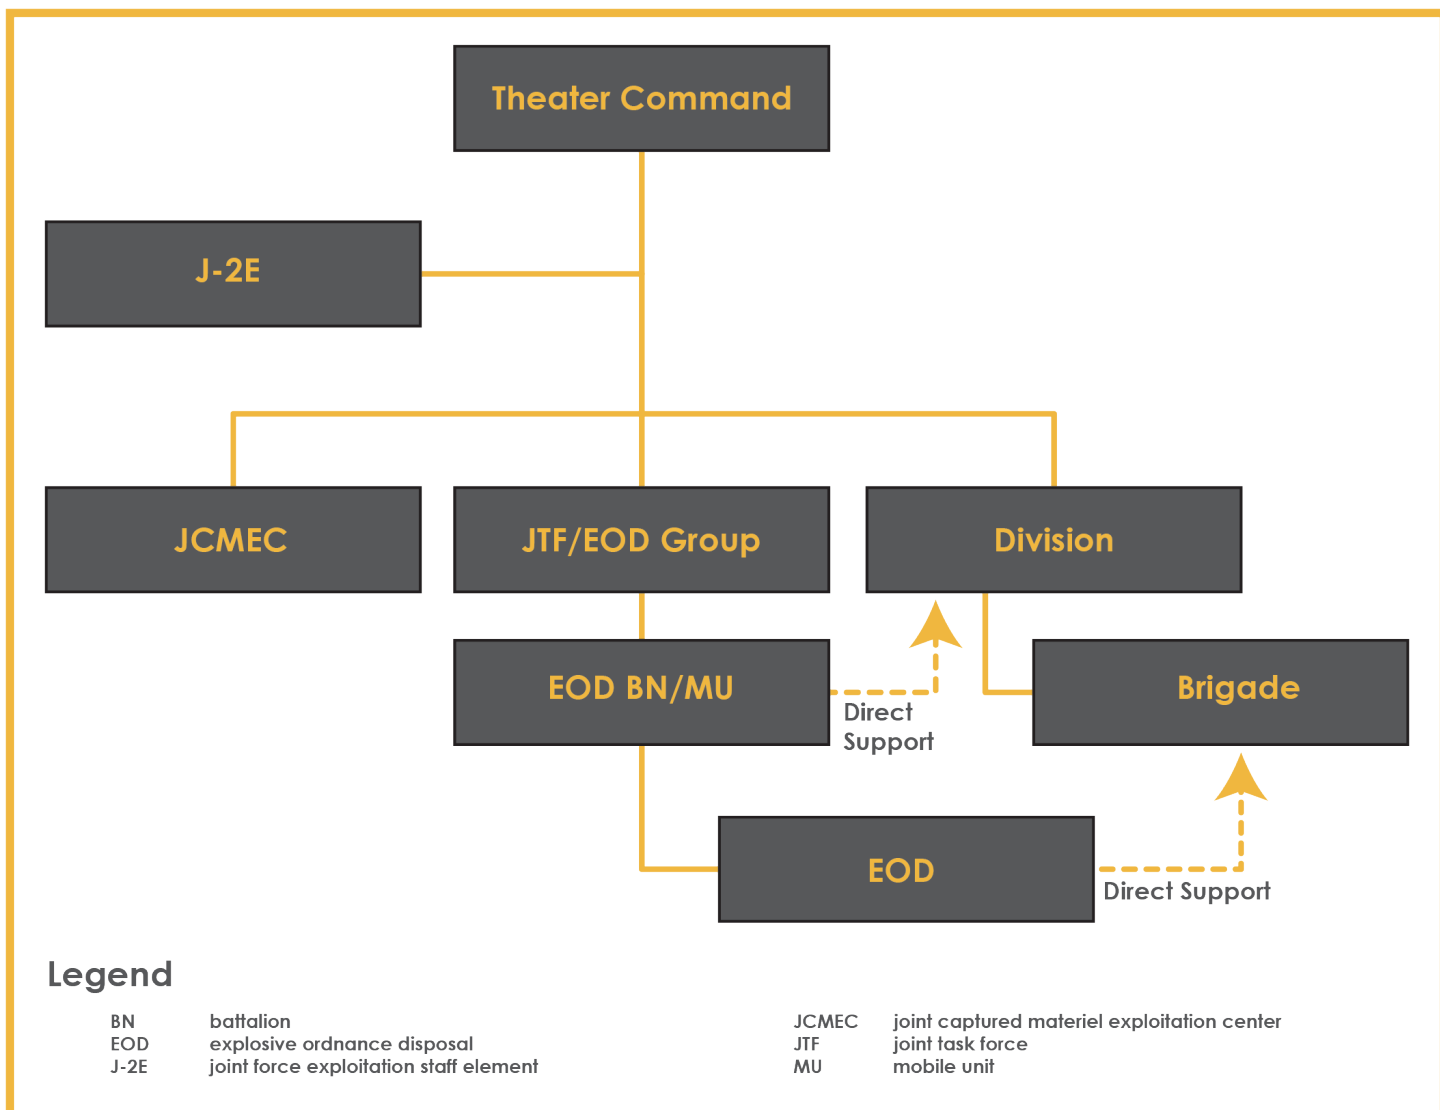 Theater Command
J-2E
JCMEC
JTF/EOD Group
Division
EOD BN/MU
Direct
Support
Brigade
EOD
Direct Support
Legend
BN battalion
EOD explosive ordnance disposal
J-2E joint force exploitation staff element
JCMEC joint captured materiel exploitation center
JTF joint task force
MU mobile unit